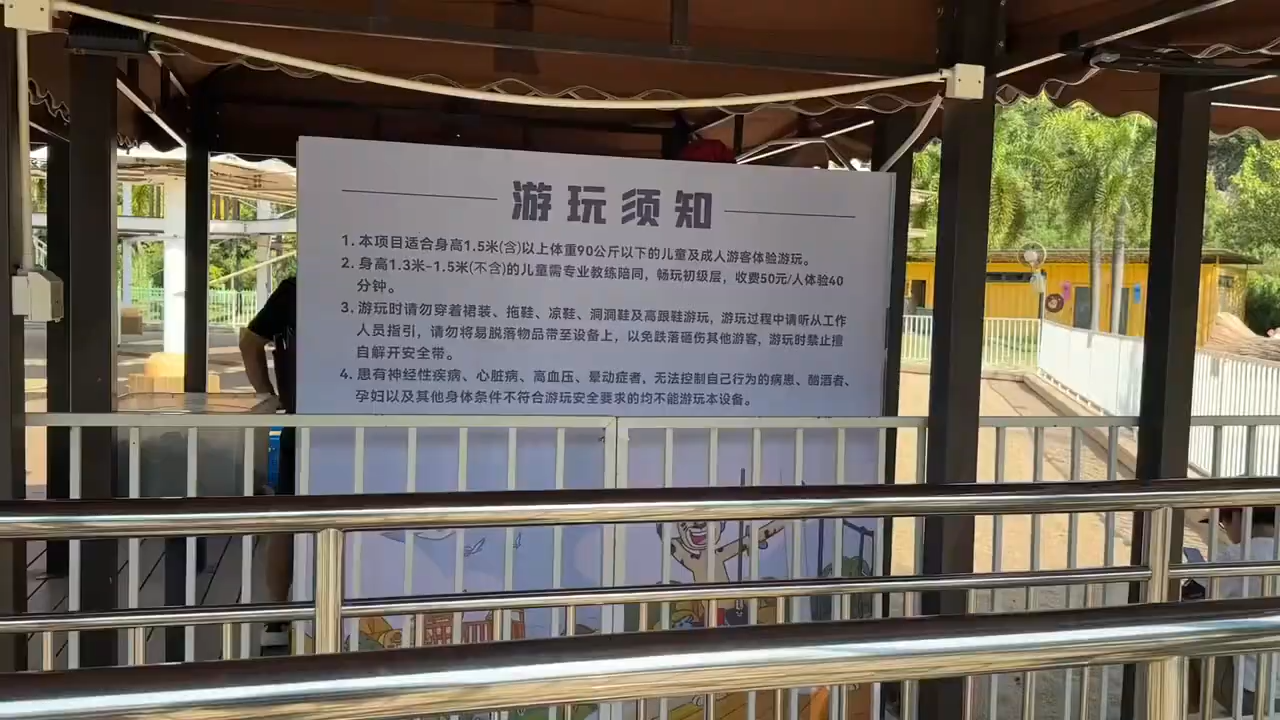 游玩须知
1. 本项目适合身高1.5米(含)以上体重90公斤以下的儿童及成人游客体验游玩。
2. 身高1.3米-1.5米(不含)的儿童需专业教练陪同，畅玩初级层，收费50元/人体验40
分钟。
3. 游玩时请勿穿着裙装、拖鞋、凉鞋、洞洞鞋及高跟鞋游玩，游玩过程中请听从工作
人员指引，请勿将易脱落物品带至设备上，以免跌落砸伤其他游客，游玩时禁止擅
自解开安全带。
4. 患有神经性疾病、心脏病、高血压、晕动症者，无法控制自己行为的病患、酗酒者、
孕妇以及其他身体条件不符合游玩安全要求的均不能游玩本设备。